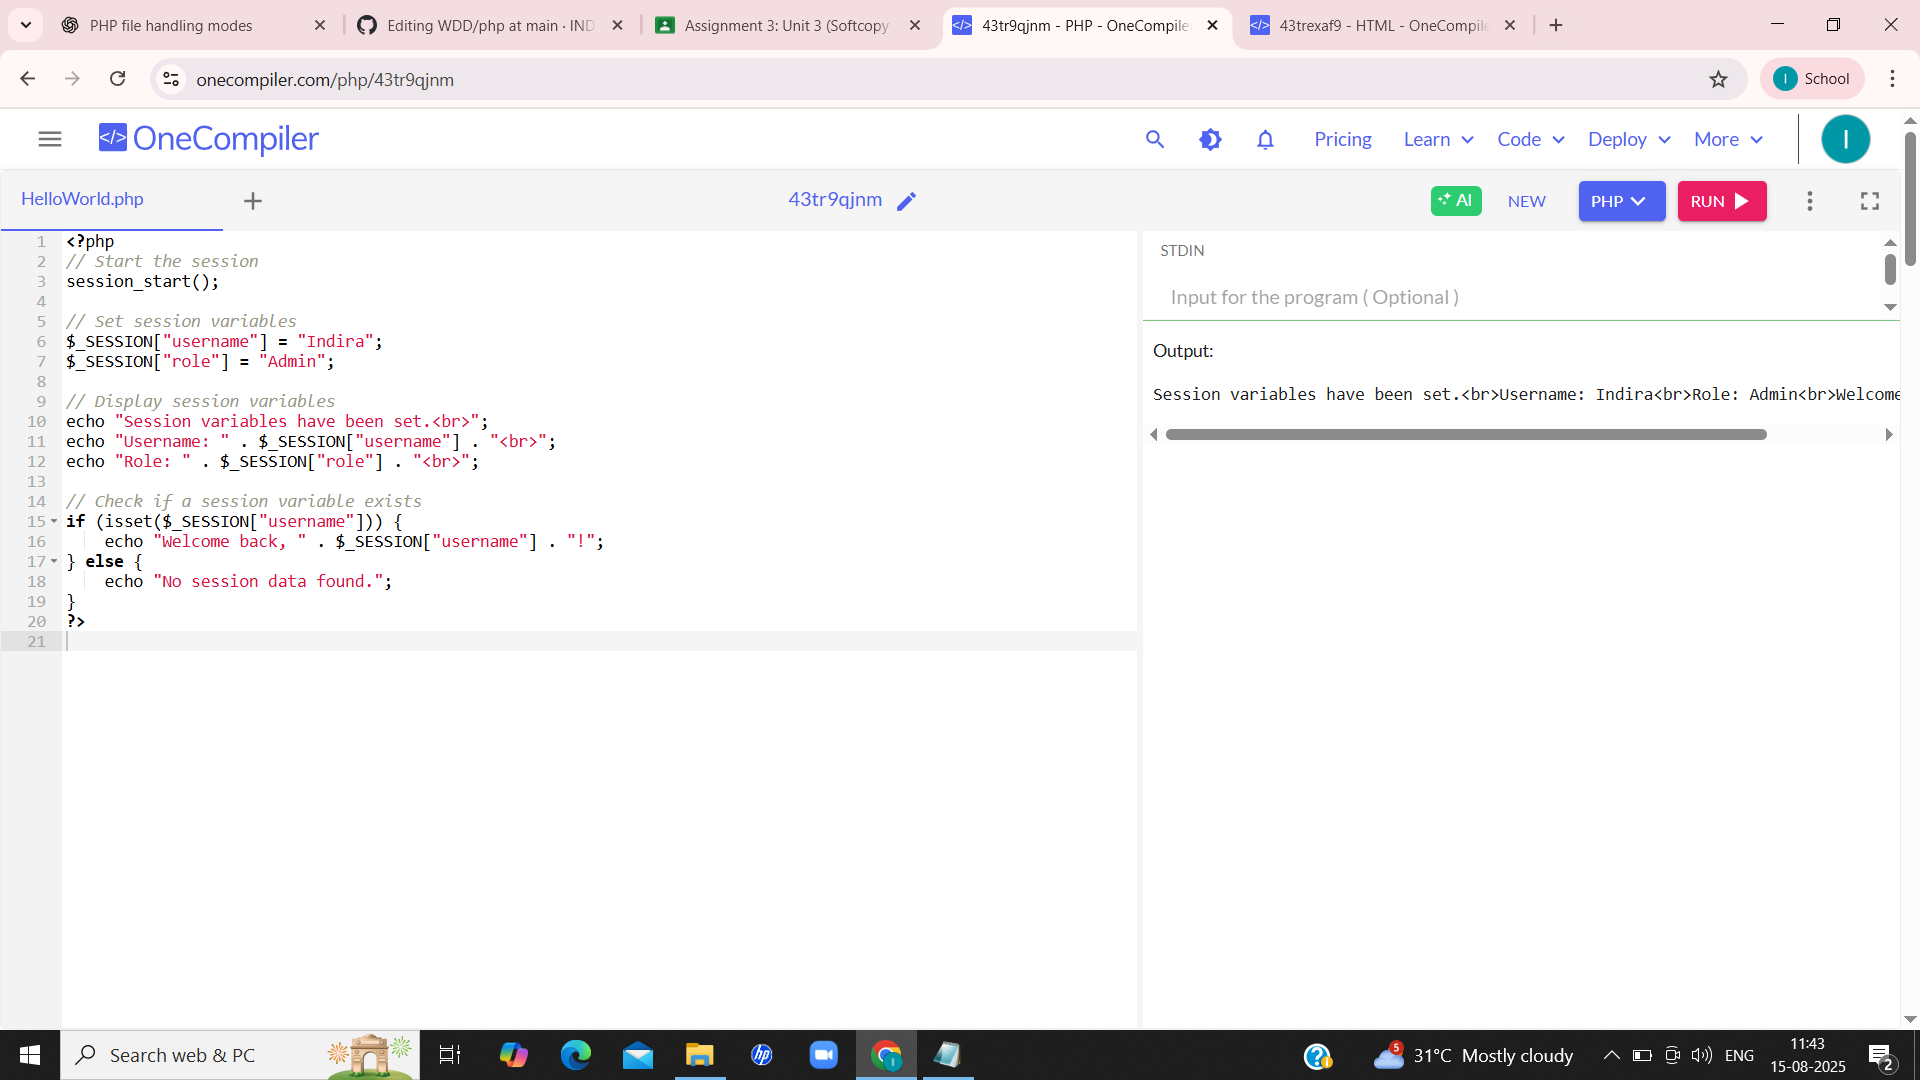 PHP file handling modes
Editing WDD/php at main · IND
Assignment 3: Unit 3 (Softcopy
43tr9qjnm - PHP - OneCompile
43trexaf9 - HTML - OneCompile
onecompiler.com/php/43tr9qjnm
I School
</> OneCompiler
Pricing Learn Code Deploy More I
HelloWorld.php
43tr9qjnm
AI NEW PHP RUN
1 <?php
2 // Start the session
3 session_start();
4
5 // Set session variables
6 $_SESSION["username"] = "Indira";
7 $_SESSION["role"] = "Admin";
8
9 // Display session variables
10 echo "Session variables have been set.<br>";
11 echo "Username: " . $_SESSION["username"] . "<br>";
12 echo "Role: " . $_SESSION["role"] . "<br>";
13
14 // Check if a session variable exists
15 if (isset($_SESSION["username"])) {
16 echo "Welcome back, " . $_SESSION["username"] . "!";
17 } else {
18 echo "No session data found.";
19 }
20 ?>
21
STDIN
Input for the program ( Optional )
Output:
Session variables have been set.<br>Username: Indira<br>Role: Admin<br>Welcome
Search web & PC
hp
5
31°C Mostly cloudy
ENG
11:43
15-08-2025
2